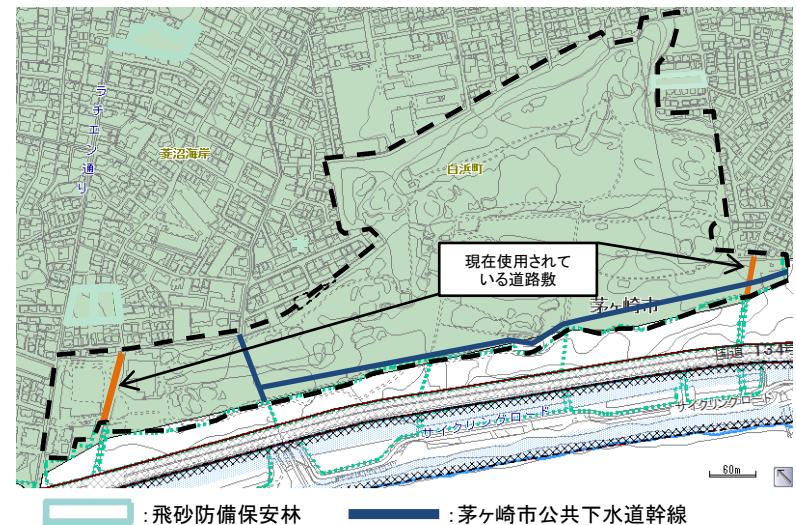 ラチエン通り
菱沼海岸
白浜町
現在使用されて
いる道路敷
茅ヶ崎市
国道 134号
サイクリングロード
サイクリングロード
60m
:飛砂防備保安林
:茅ヶ崎市公共下水道幹線